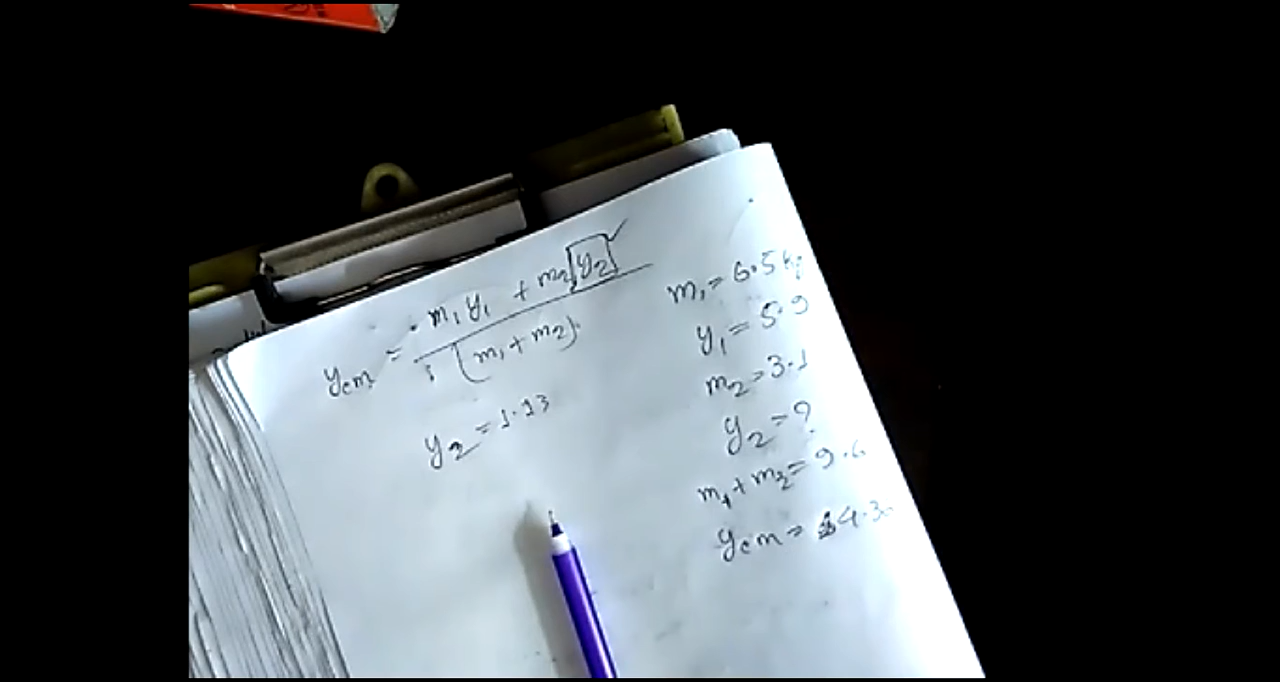 ycm = m1y1 + m2y2
(m1 + m2)
y2 = 1.13
m1 = 6.5 kg
y1 = 5.9
m2 = 3.1
y2 = ?
m1 + m2 = 9.6
ycm = 4.3